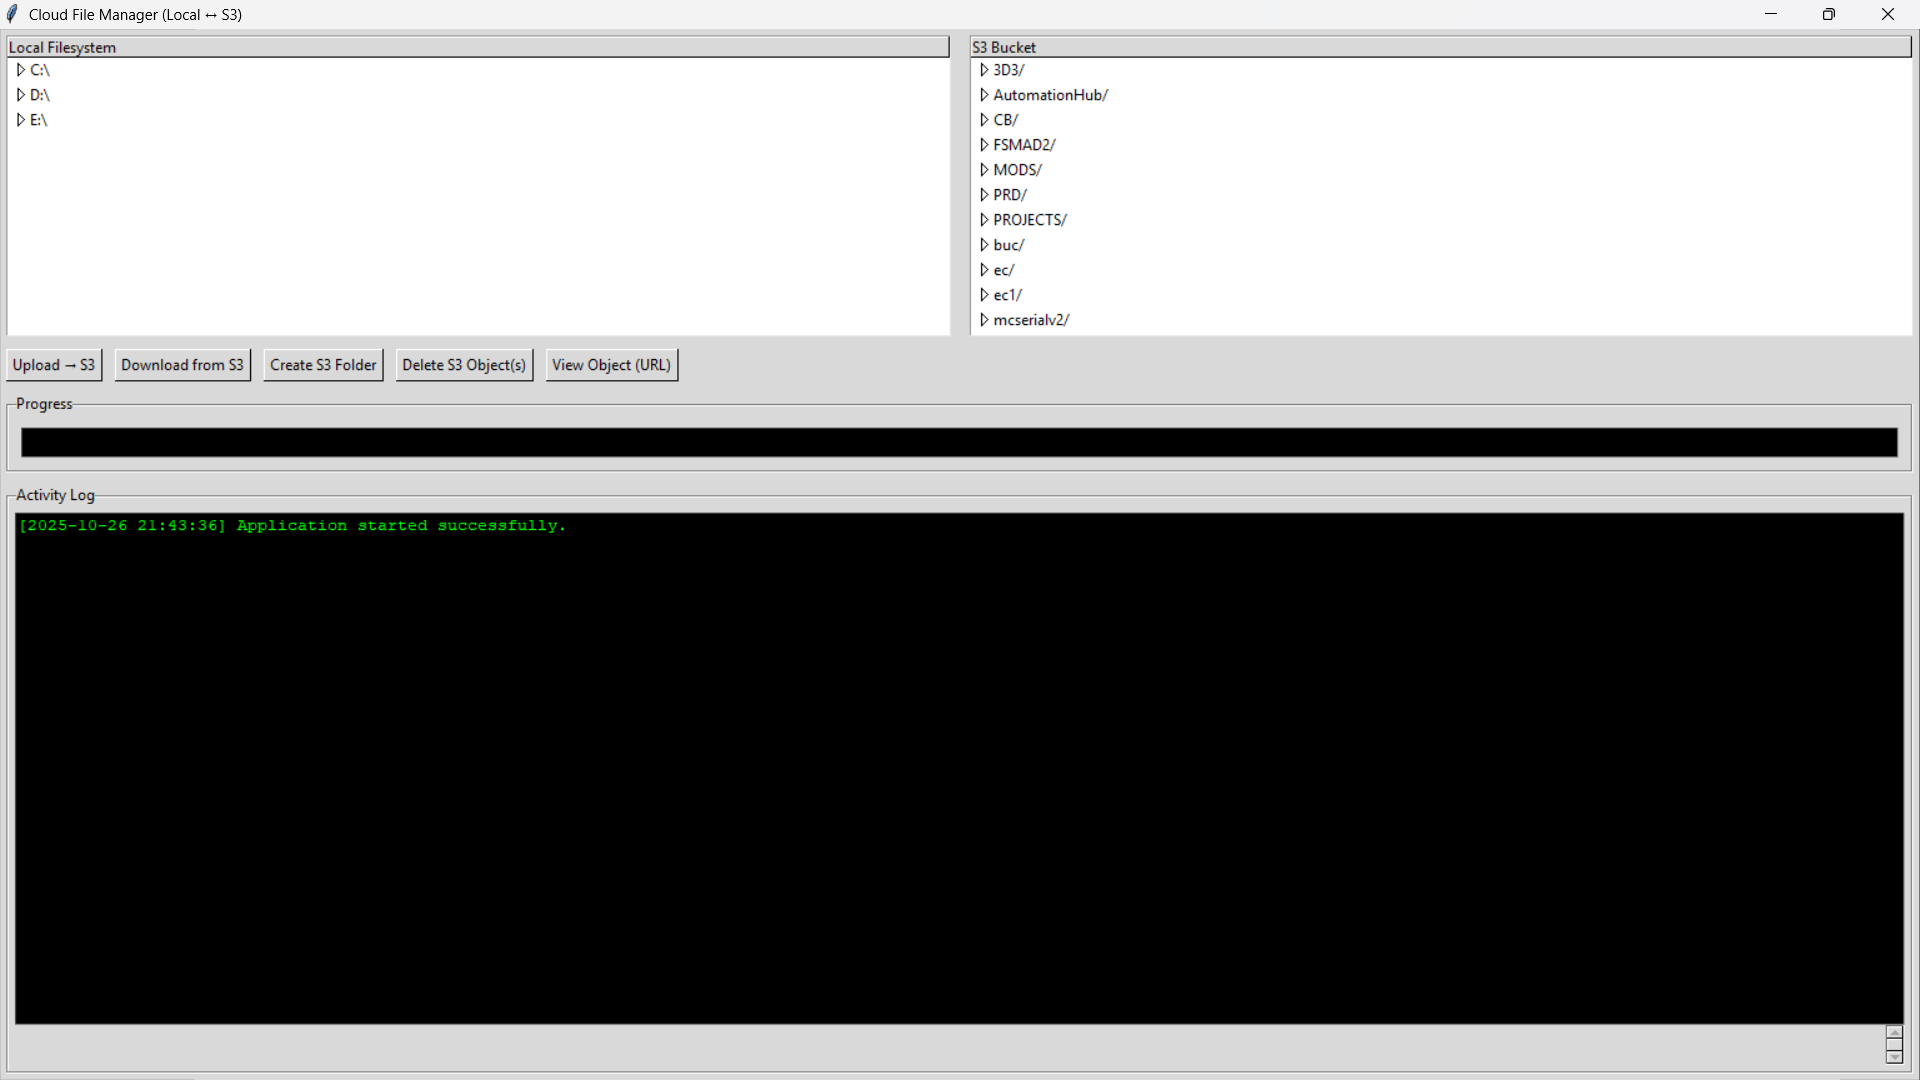 Cloud File Manager (Local ↔ S3)
Local Filesystem
C:\
D:\
E:\
S3 Bucket
3D3/
AutomationHub/
CB/
FSMAD2/
MODS/
PRD/
PROJECTS/
buc/
ec/
ec1/
mcserialv2/
Upload → S3 Download from S3 Create S3 Folder Delete S3 Object(s) View Object (URL)
Progress
Activity Log
[2025-10-26 21:43:36] Application started successfully.